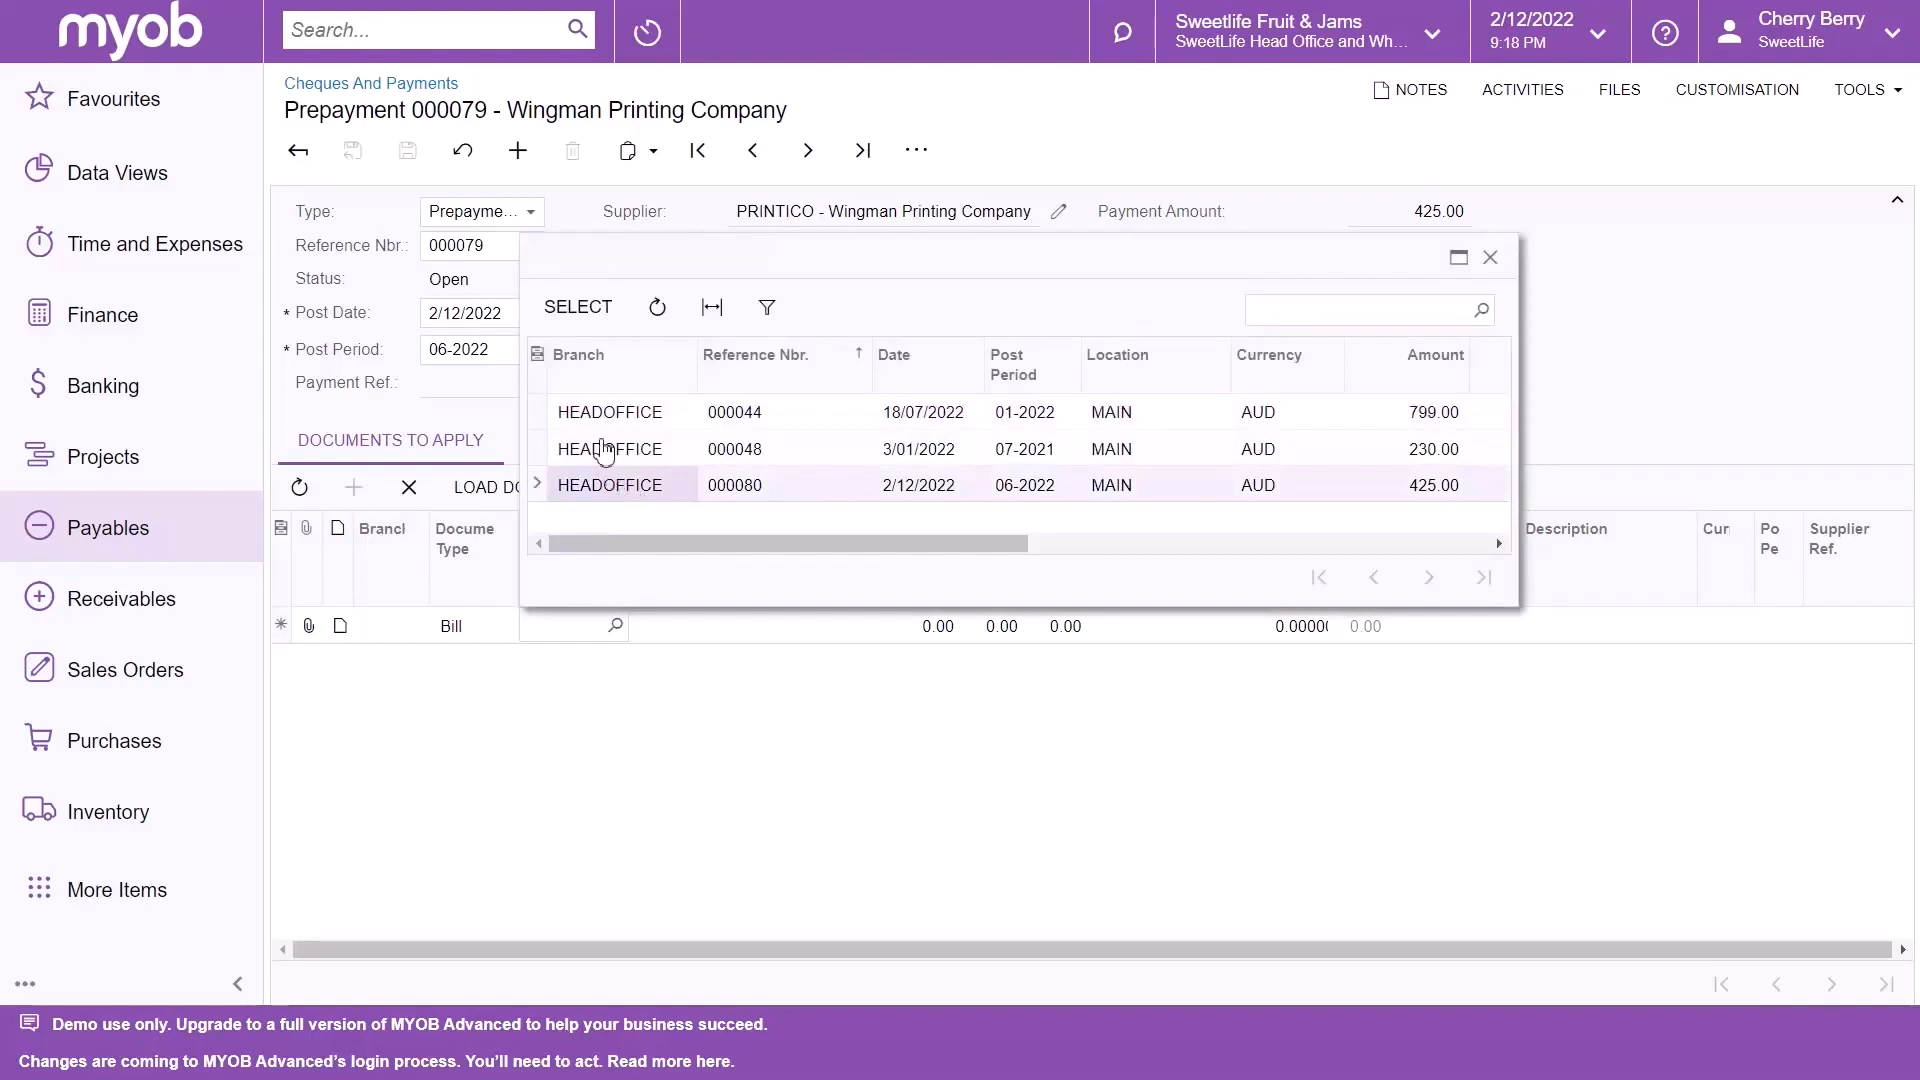 myob
Search...
Sweetlife Fruit & Jams
SweetLife Head Office and Wh...
2/12/2022
9:18 PM
Cherry Berry
SweetLife
Favourites
Data Views
Time and Expenses
Finance
Banking
Projects
Payables
Receivables
Sales Orders
Purchases
Inventory
More Items
Cheques And Payments
Prepayment 000079 - Wingman Printing Company
NOTES
ACTIVITIES
FILES
CUSTOMISATION
TOOLS
Type: Prepayme...
Supplier: PRINTICO - Wingman Printing Company
Payment Amount: 425.00
Reference Nbr.: 000079
Status: Open
* Post Date: 2/12/2022
* Post Period: 06-2022
Payment Ref.:
DOCUMENTS TO APPLY
LOAD DO
SELECT
Branch Reference Nbr. Date Post Period Location Currency Amount
HEADOFFICE 000044 18/07/2022 01-2022 MAIN AUD 799.00
HEADOFFICE 000048 3/01/2022 07-2021 MAIN AUD 230.00
HEADOFFICE 000080 2/12/2022 06-2022 MAIN AUD 425.00
Branch Docume Type Description Cur Po Pe Supplier Ref.
Bill 0.00 0.00 0.00 0.0000 0.00
Demo use only. Upgrade to a full version of MYOB Advanced to help your business succeed.
Changes are coming to MYOB Advanced's login process. You'll need to act. Read more here.